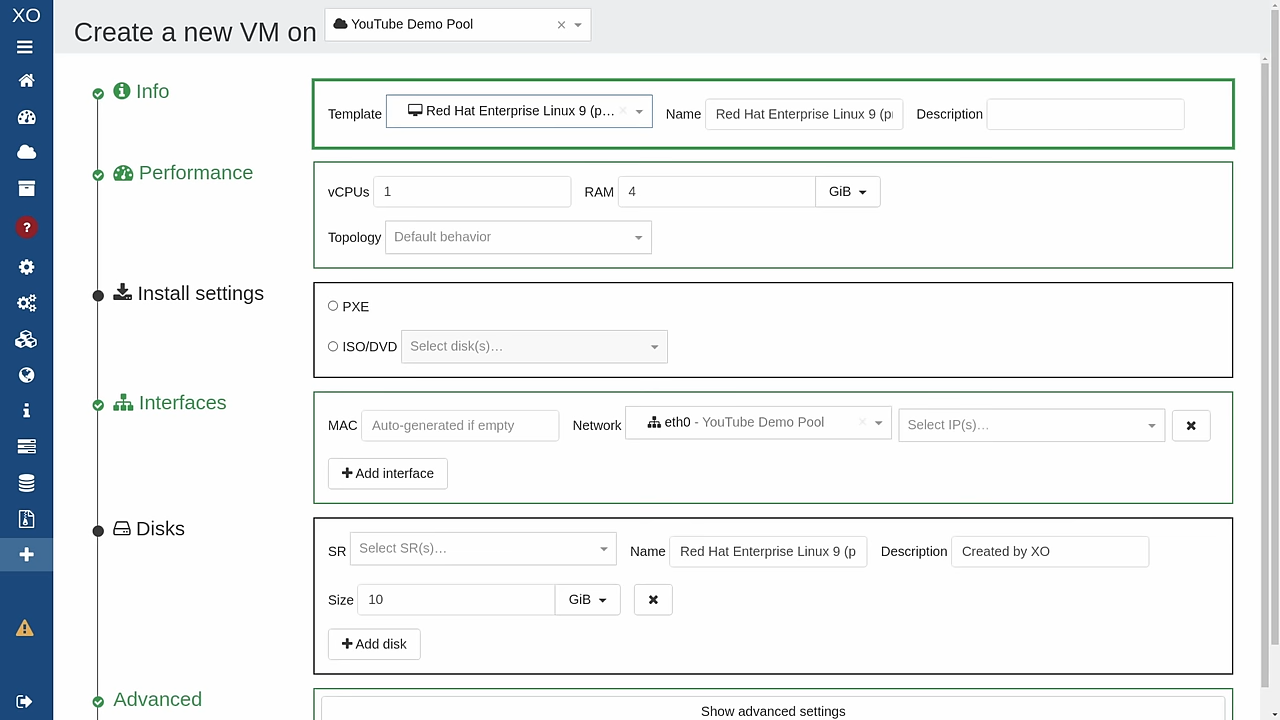 XO
Create a new VM on YouTube Demo Pool ×
Info
Template Red Hat Enterprise Linux 9 (p… × Name Red Hat Enterprise Linux 9 (p Description
Performance
vCPUs 1 RAM 4 GiB
Topology Default behavior
Install settings
PXE
ISO/DVD Select disk(s)…
Interfaces
MAC Auto-generated if empty Network eth0 - YouTube Demo Pool × Select IP(s)…
Add interface
Disks
SR Select SR(s)… Name Red Hat Enterprise Linux 9 (p Description Created by XO
Size 10 GiB
Add disk
Advanced
Show advanced settings